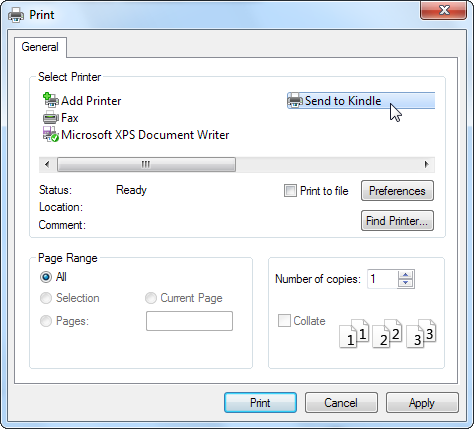 Print
General
Select Printer
Add Printer
Send to Kindle
Fax
Microsoft XPS Document Writer
Status: Ready
Print to file
Preferences
Location:
Comment:
Find Printer...
Page Range
All
Selection
Current Page
Pages:
Number of copies: 1
Collate
1 1 2 2 3 3
Print
Cancel
Apply